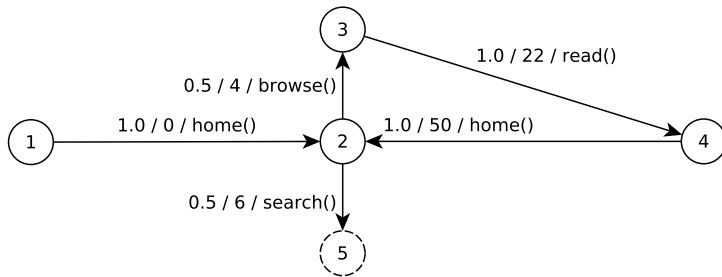 3
1.0 / 22 / read()
0.5 / 4 / browse()
1.0 / 0 / home()
1.0 / 50 / home()
1
2
4
0.5 / 6 / search()
5